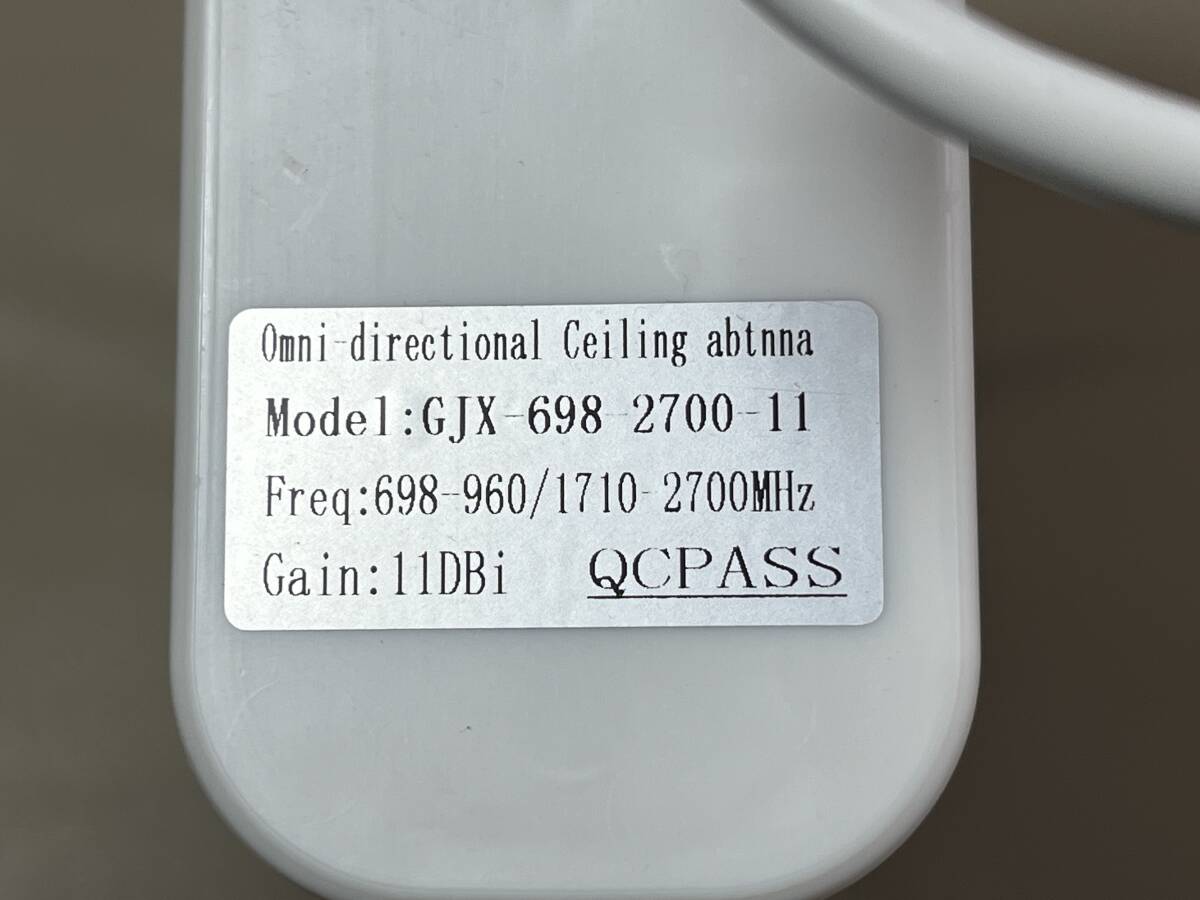 Omni-directional Ceiling abtnna
Model:GJX-698-2700-11
Freq:698-960/1710-2700MHz
Gain:11DBi QCPASS